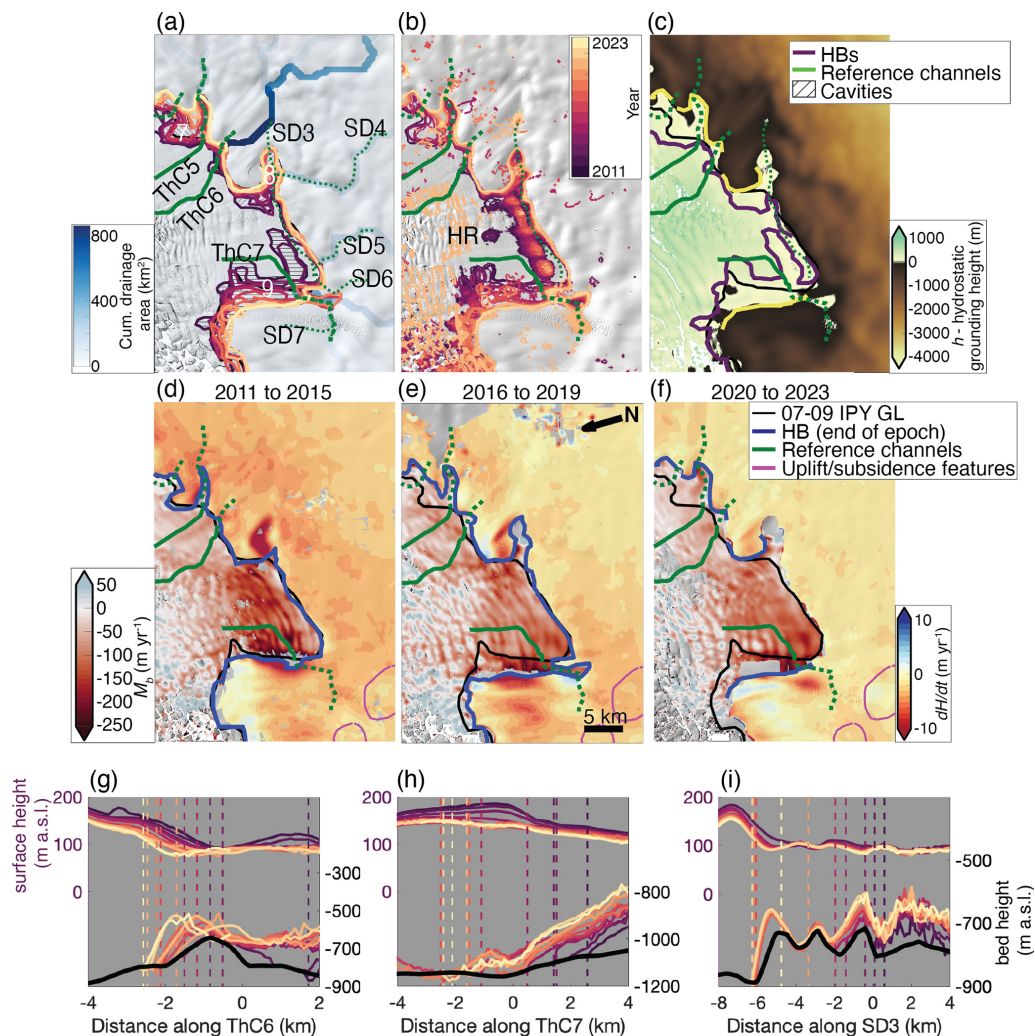 (a)
(b)
(c)
2023
Year
2011
HBs
Reference channels
Cavities
SD3
SD4
7
8
ThC5
ThC6
ThC7
SD5
SD6
9
SD7
HR
800
400
0
Cum. drainage
area (km²)
1000
0
-1000
-2000
-3000
-4000
h - hydrostatic
grounding height (m)
(d)
2011 to 2015
(e)
2016 to 2019
(f)
2020 to 2023
N
07-09 IPY GL
HB (end of epoch)
Reference channels
Uplift/subsidence features
50
0
-50
-100
-150
-200
-250
M_b (m yr⁻¹)
5 km
10
0
-10
dH/dt (m yr⁻¹)
(g)
(h)
(i)
surface height
(m a.s.l.)
200
100
0
-300
-500
-700
-900
-4
-2
0
2
Distance along ThC6 (km)
200
100
0
-800
-1000
-1200
-4
-2
0
2
4
Distance along ThC7 (km)
200
100
0
-500
-700
-900
bed height
(m a.s.l.)
-8
-6
-4
-2
0
2
4
Distance along SD3 (km)